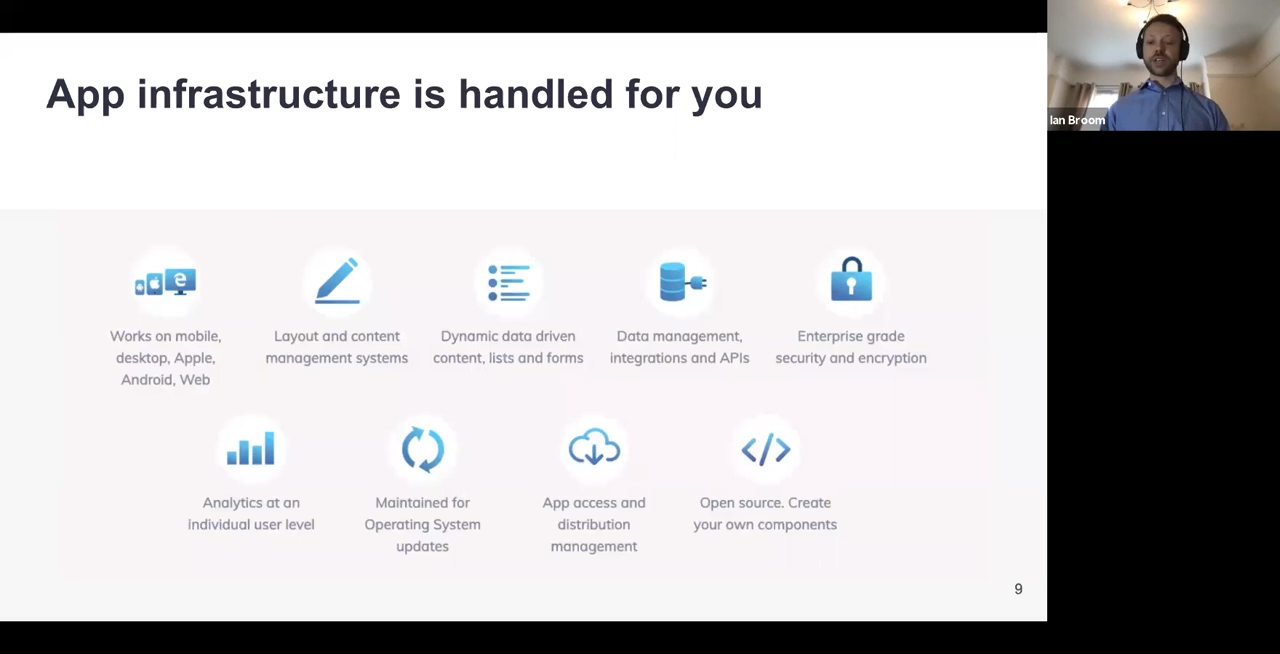 App infrastructure is handled for you
Ian Broom
Works on mobile,
desktop, Apple,
Android, Web
Layout and content
management systems
Dynamic data driven
content, lists and forms
Data management,
integrations and APIs
Enterprise grade
security and encryption
Analytics at an
individual user level
Maintained for
Operating System
updates
App access and
distribution
management
Open source. Create
your own components
9